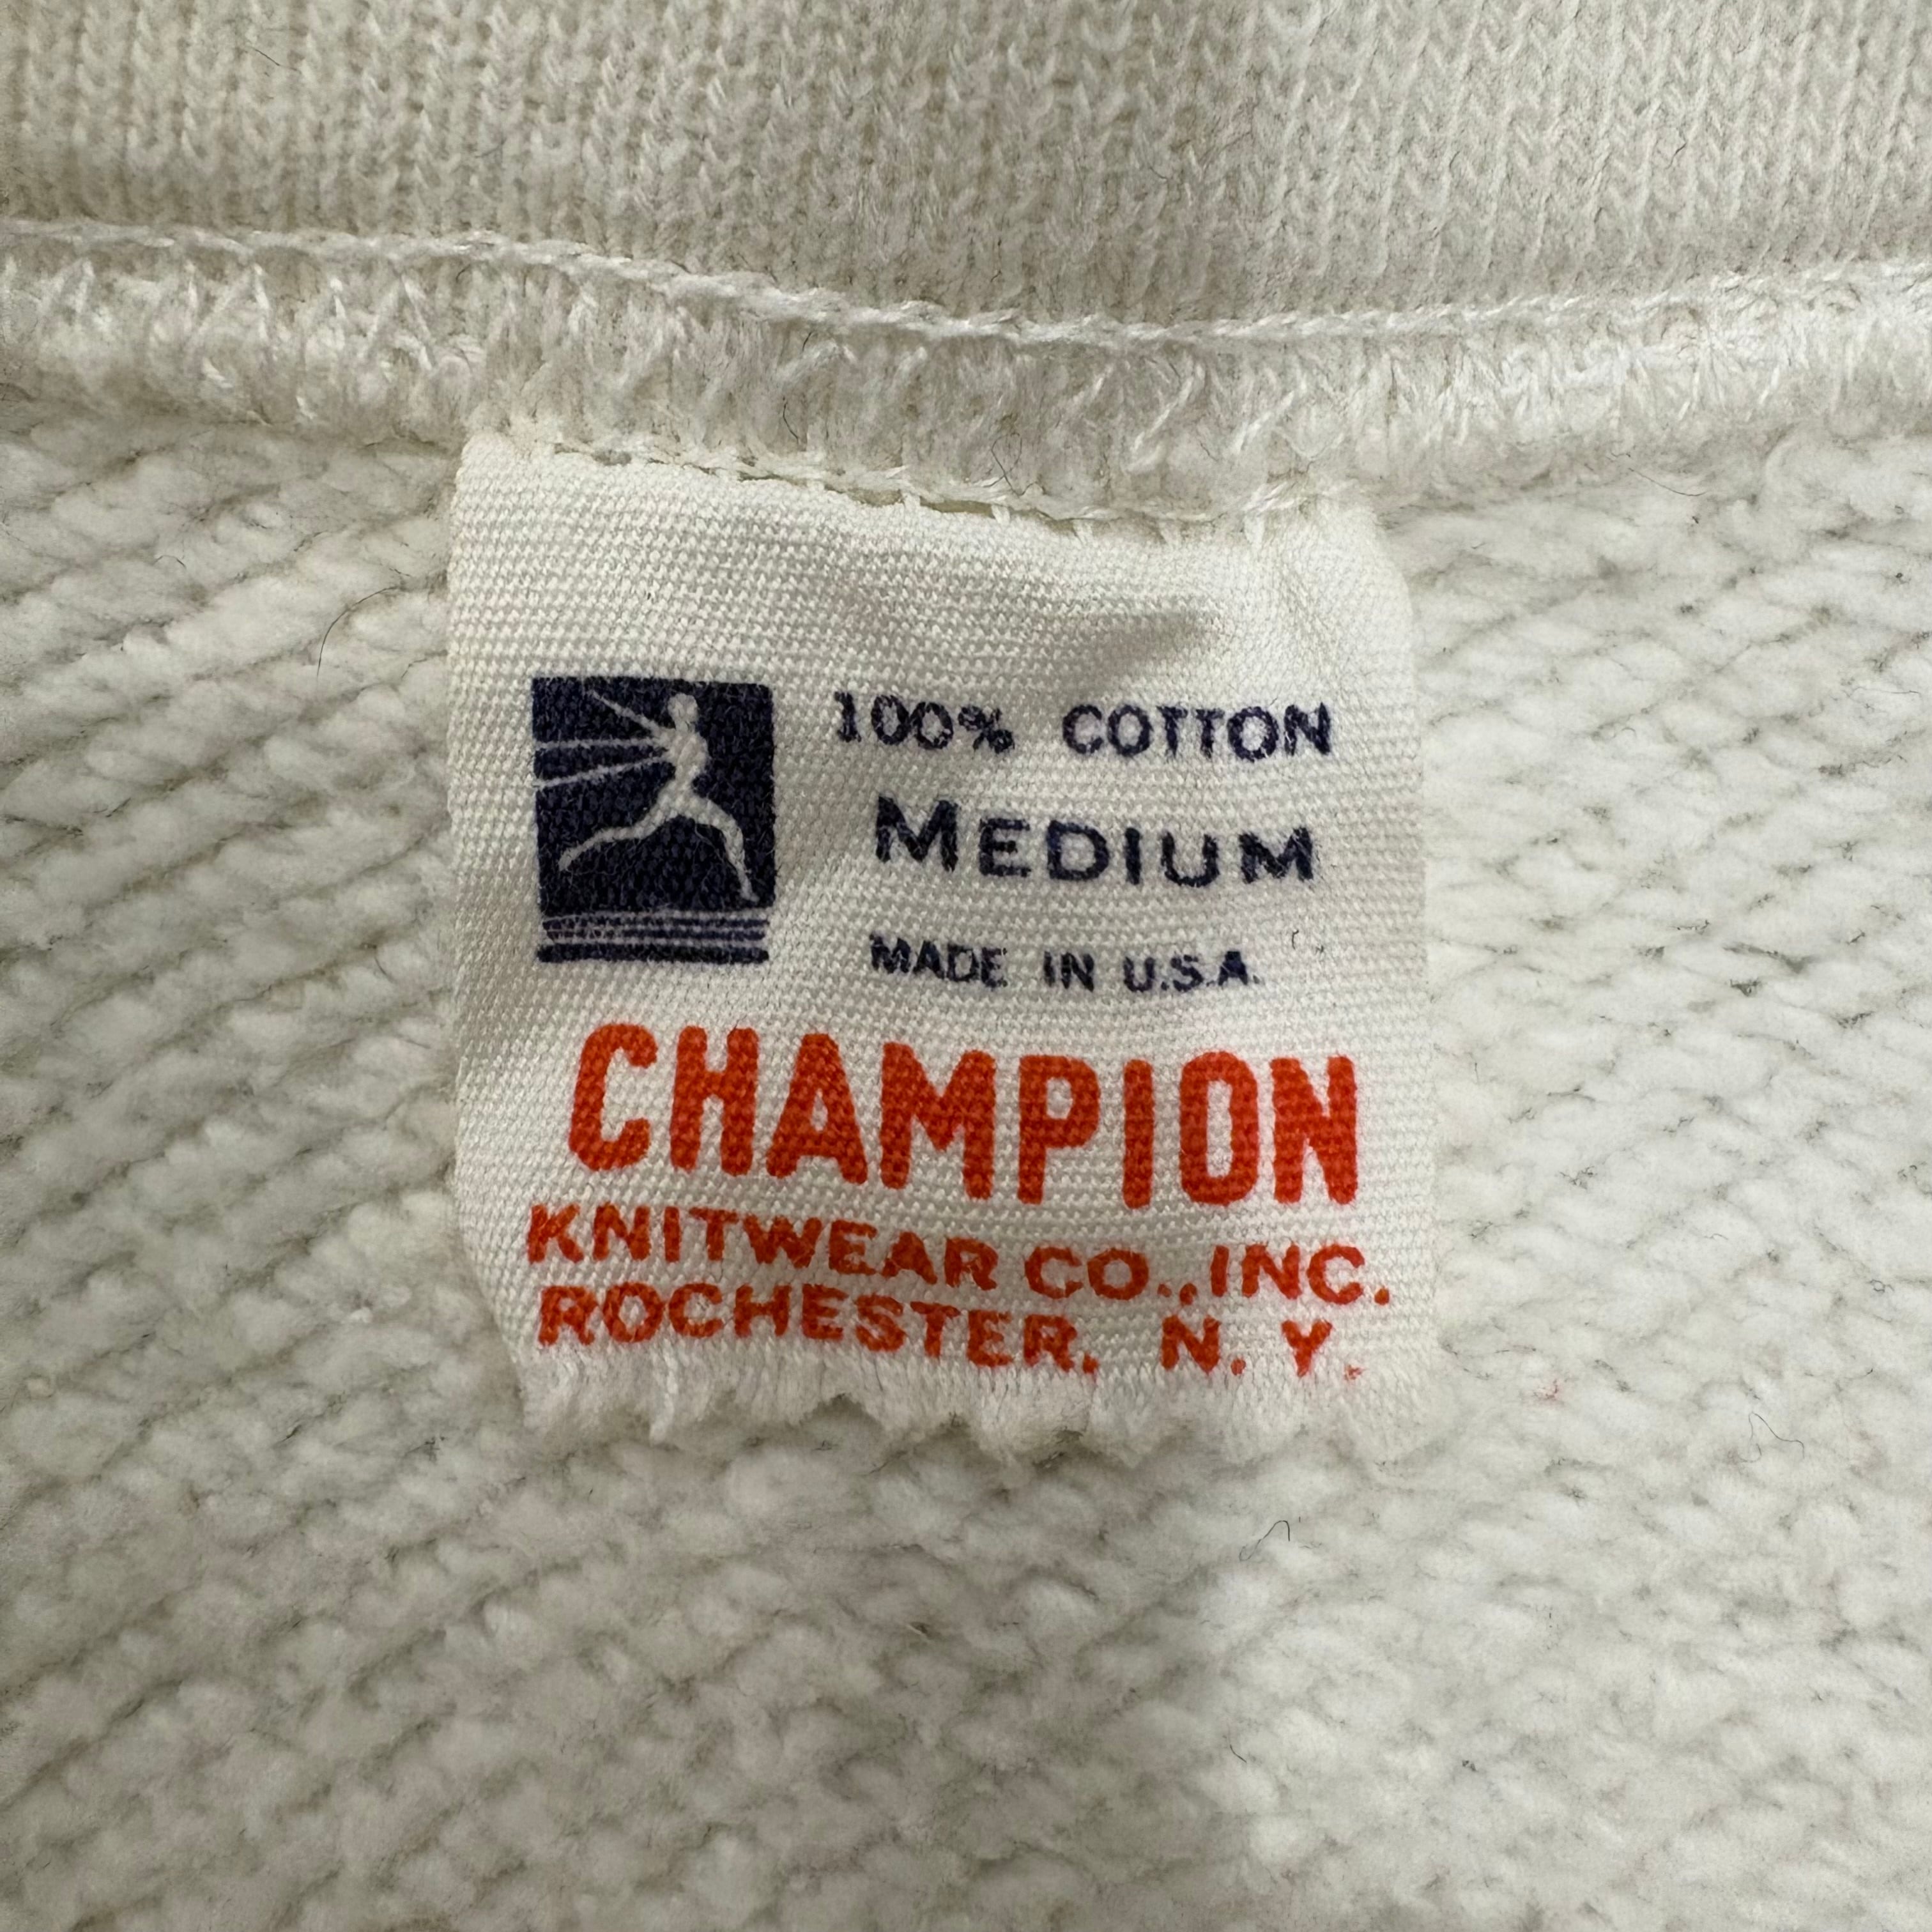 100% COTTON
MEDIUM
MADE IN U.S.A.
CHAMPION
KNITWEAR CO., INC.
ROCHESTER, N. Y.